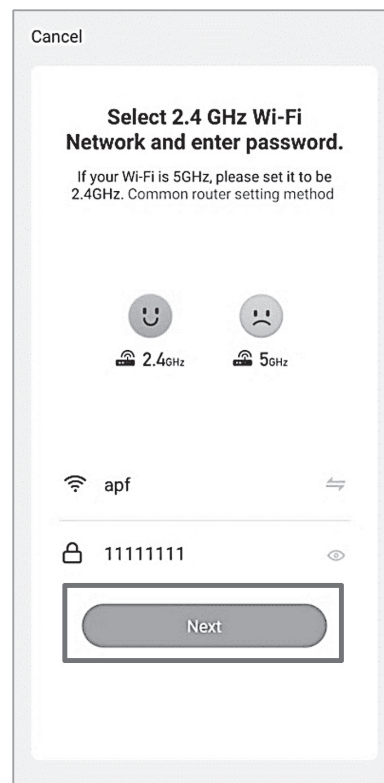 Cancel
Select 2.4 GHz Wi-Fi
Network and enter password.
If your Wi-Fi is 5GHz, please set it to be
2.4GHz. Common router setting method
2.4GHz 5GHz
apf
11111111
Next